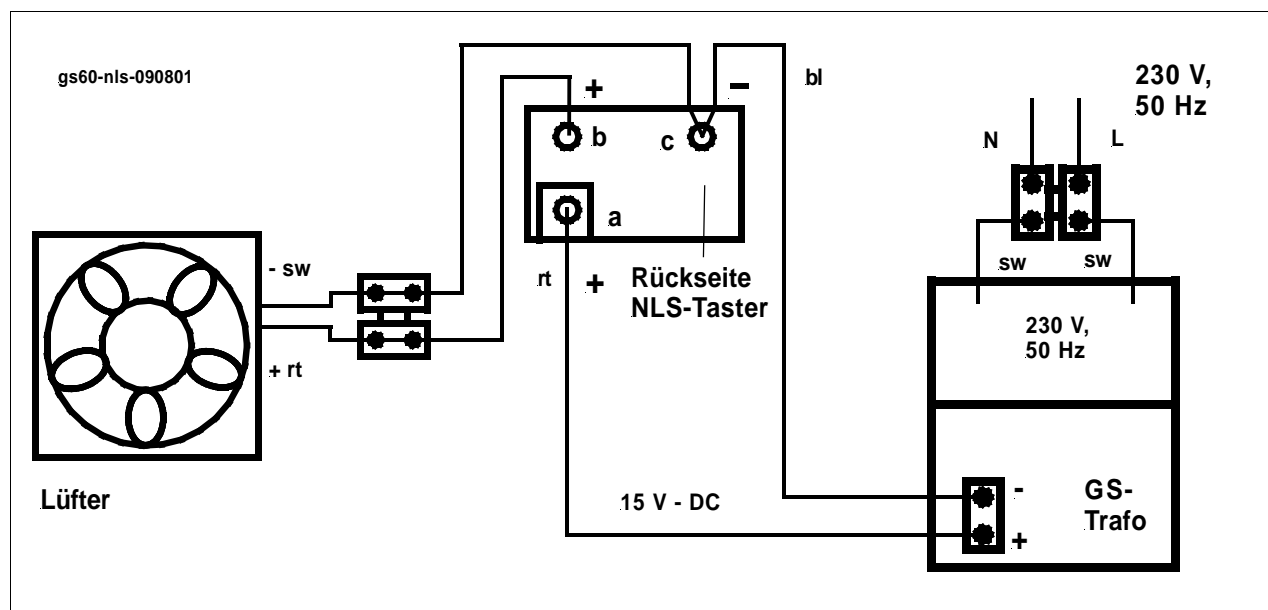 gs60-nls-090801
+
−
bl
230 V,
50 Hz
N
L
b
c
a
- sw
rt
+
Rückseite
NLS-Taster
sw
sw
230 V,
50 Hz
+ rt
Lüfter
15 V - DC
-
+
GS-
Trafo